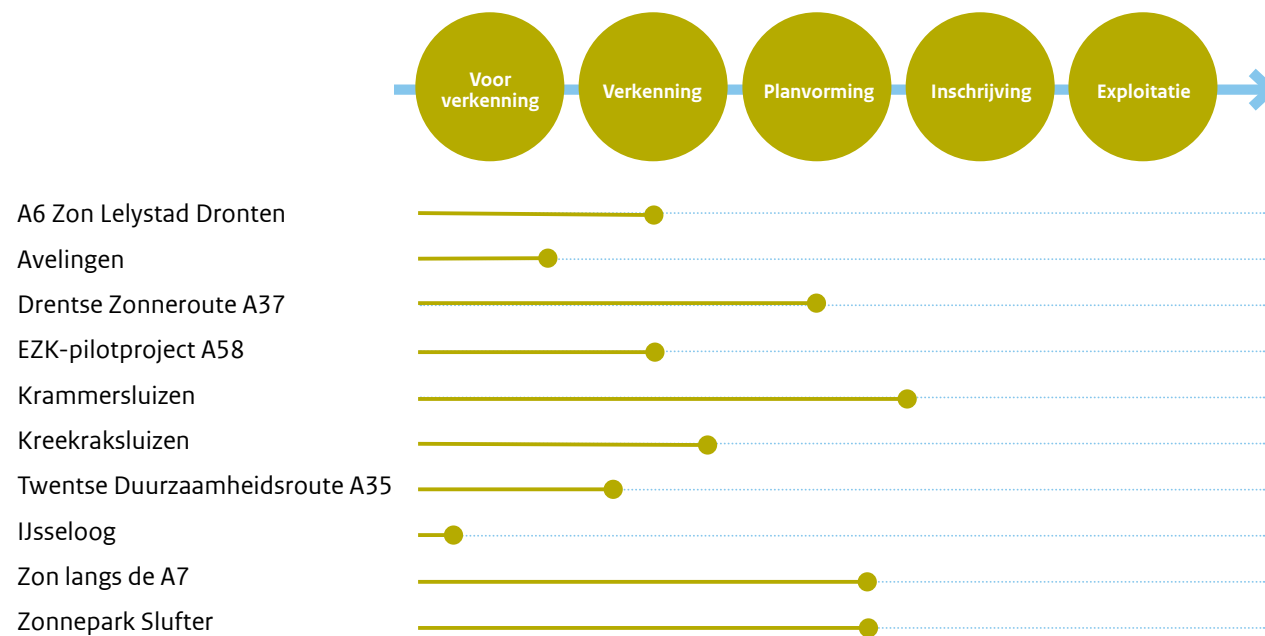 Voor
verkenning
Verkenning
Planvorming
Inschrijving
Exploitatie
A6 Zon Lelystad Dronten
Avelingen
Drentse Zonneroute A37
EZK-pilotproject A58
Krammersluizen
Kreekraksluizen
Twentse Duurzaamheidsroute A35
IJsseloog
Zon langs de A7
Zonnepark Slufter